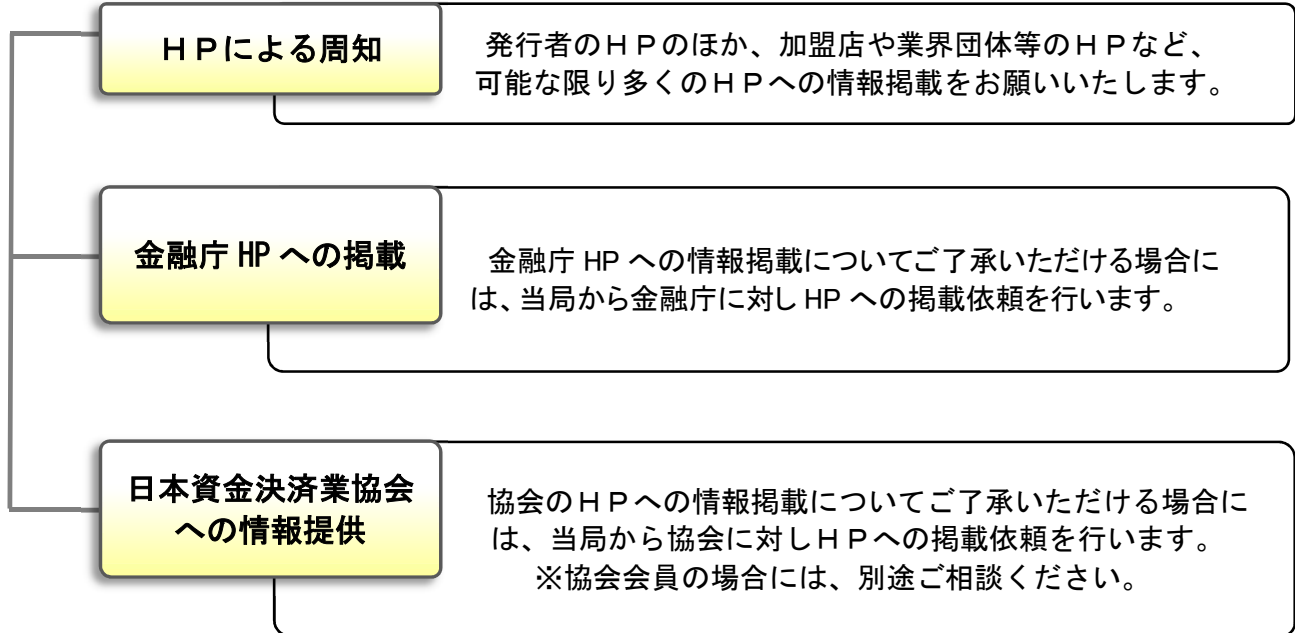 ＨＰによる周知
発行者のＨＰのほか、加盟店や業界団体等のＨＰなど、
可能な限り多くのＨＰへの情報掲載をお願いいたします。
金融庁 HP への掲載
金融庁 HP への情報掲載についてご了承いただける場合に
は、当局から金融庁に対し HP への掲載依頼を行います。
日本資金決済業協会
への情報提供
協会のＨＰへの情報掲載についてご了承いただける場合に
は、当局から協会に対しＨＰへの掲載依頼を行います。
※協会会員の場合には、別途ご相談ください。